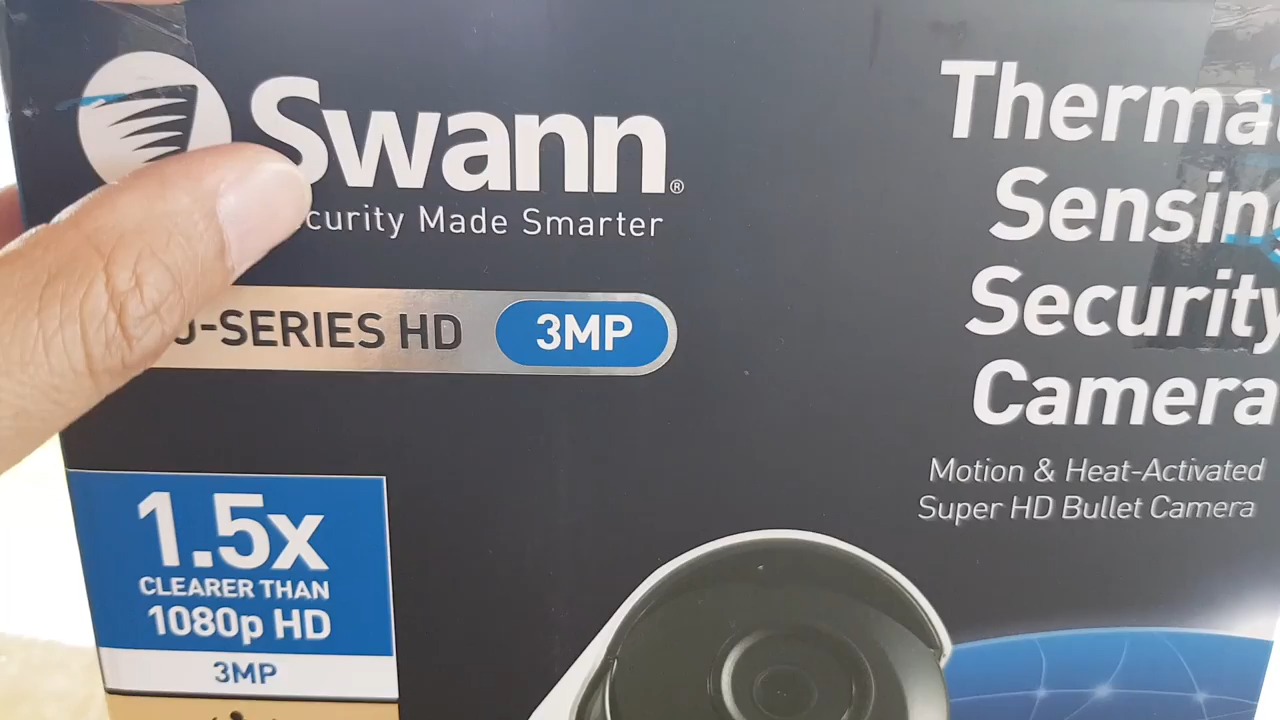 Swann®
curity Made Smarter
-SERIES HD 3MP
Therma
Sensin
Security
Camera
Motion & Heat-Activated
Super HD Bullet Camera
1.5x
CLEARER THAN
1080p HD
3MP